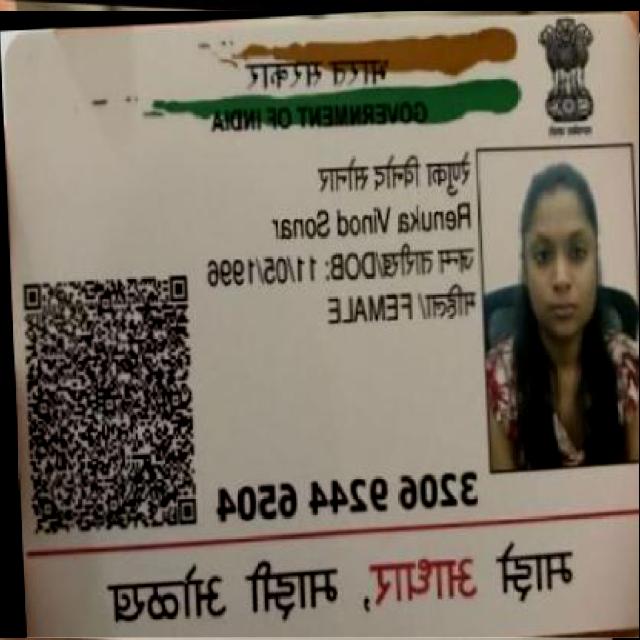 भारत सरकार
GOVERNMENT OF INDIA
रेणुका विनोद सोनार
Renuka Vinod Sonar
जन्म तारीख/DOB: 11/05/1996
महिला/ FEMALE
3206 9244 6504
माझे आधार, माझी ओळख